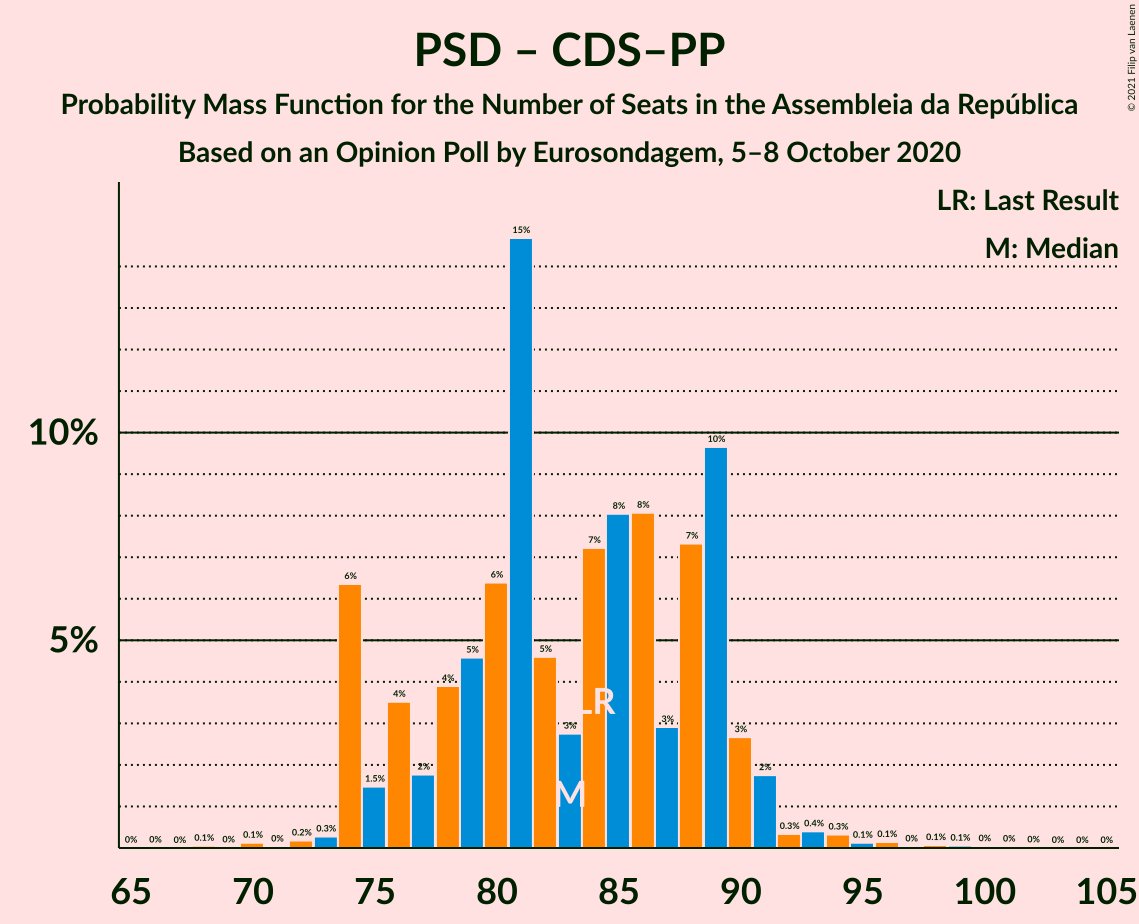 PSD – CDS–PP
Probability Mass Function for the Number of Seats in the Assembleia da República
Based on an Opinion Poll by Eurosondagem, 5–8 October 2020
© 2021 Filip van Laenen
LR: Last Result
M: Median
10%
5%
0% 0% 0% 0.1% 0% 0.1% 0% 0.2% 0.3% 6% 1.5% 4% 2% 4% 5% 6% 15% 5% 3% 7% 8% 8% 3% 7% 10% 3% 2% 0.3% 0.4% 0.3% 0.1% 0.1% 0% 0.1% 0.1% 0% 0% 0% 0% 0% 0%
LR
M
65 70 75 80 85 90 95 100 105